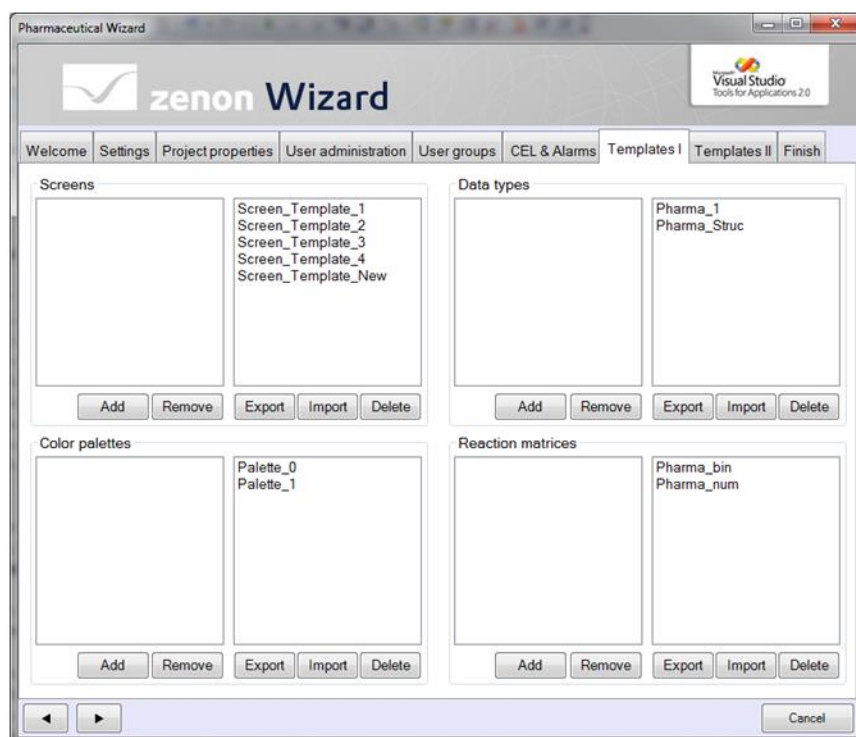 Pharmaceutical Wizard
zenon Wizard
Microsoft
Visual Studio
Tools for Applications 2.0
Welcome Settings Project properties User administration User groups CEL & Alarms Templates I Templates II Finish
Screens
Screen_Template_1
Screen_Template_2
Screen_Template_3
Screen_Template_4
Screen_Template_New
Add Remove Export Import Delete
Data types
Pharma_1
Pharma_Struc
Add Remove Export Import Delete
Color palettes
Palette_0
Palette_1
Add Remove Export Import Delete
Reaction matrices
Pharma_bin
Pharma_num
Add Remove Export Import Delete
Cancel